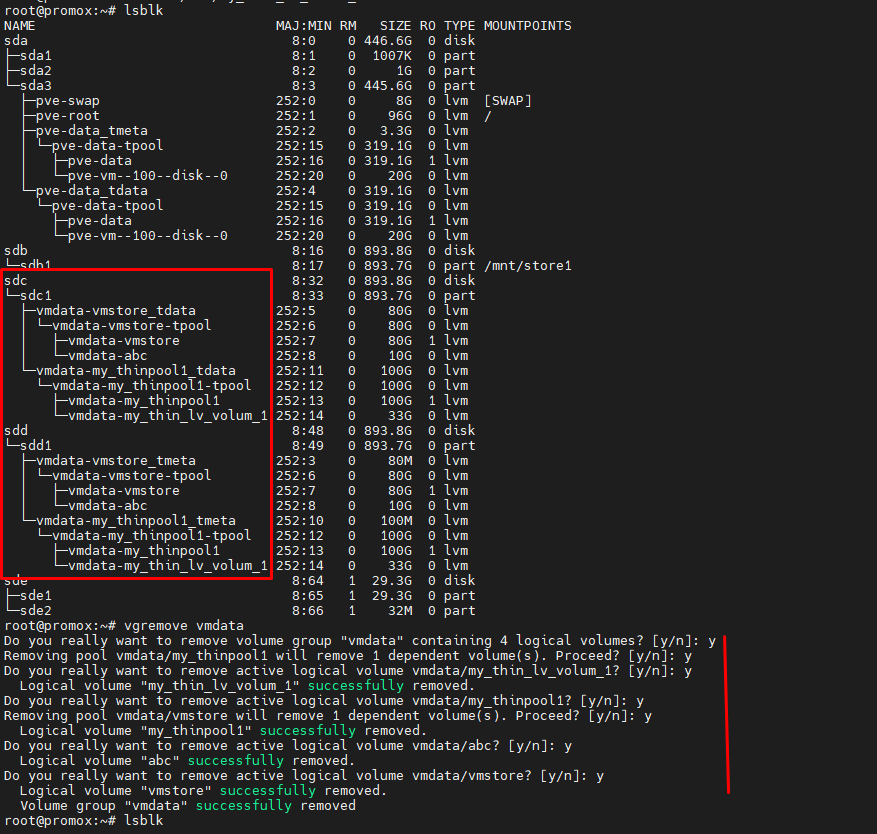 root@promox:~# lsblk
NAME MAJ:MIN RM SIZE RO TYPE MOUNTPOINTS
sda 8:0 0 446.6G 0 disk
├─sda1 8:1 0 1007K 0 part
├─sda2 8:2 0 1G 0 part
└─sda3 8:3 0 445.6G 0 part
├─pve-swap 252:0 0 8G 0 lvm [SWAP]
├─pve-root 252:1 0 96G 0 lvm /
├─pve-data_tmeta 252:2 0 3.3G 0 lvm
│ └─pve-data-tpool 252:15 0 319.1G 0 lvm
│ ├─pve-data 252:16 0 319.1G 1 lvm
│ └─pve-vm--100--disk--0 252:20 0 20G 0 lvm
└─pve-data_tdata 252:4 0 319.1G 0 lvm
└─pve-data-tpool 252:15 0 319.1G 0 lvm
├─pve-data 252:16 0 319.1G 1 lvm
└─pve-vm--100--disk--0 252:20 0 20G 0 lvm
sdb 8:16 0 893.8G 0 disk
└─sdb1 8:17 0 893.7G 0 part /mnt/store1
sdc 8:32 0 893.8G 0 disk
└─sdc1 8:33 0 893.7G 0 part
├─vmdata-vmstore_tdata 252:5 0 80G 0 lvm
│ └─vmdata-vmstore-tpool 252:6 0 80G 0 lvm
│ ├─vmdata-vmstore 252:7 0 80G 1 lvm
│ └─vmdata-abc 252:8 0 10G 0 lvm
└─vmdata-my_thinpool1_tdata 252:11 0 100G 0 lvm
└─vmdata-my_thinpool1-tpool 252:12 0 100G 0 lvm
├─vmdata-my_thinpool1 252:13 0 100G 1 lvm
└─vmdata-my_thin_lv_volum_1 252:14 0 33G 0 lvm
sdd 8:48 0 893.8G 0 disk
└─sdd1 8:49 0 893.7G 0 part
├─vmdata-vmstore_tmeta 252:3 0 80M 0 lvm
│ └─vmdata-vmstore-tpool 252:6 0 80G 0 lvm
│ ├─vmdata-vmstore 252:7 0 80G 1 lvm
│ └─vmdata-abc 252:8 0 10G 0 lvm
└─vmdata-my_thinpool1_tmeta 252:10 0 100M 0 lvm
└─vmdata-my_thinpool1-tpool 252:12 0 100G 0 lvm
├─vmdata-my_thinpool1 252:13 0 100G 1 lvm
└─vmdata-my_thin_lv_volum_1 252:14 0 33G 0 lvm
sde 8:64 1 29.3G 0 disk
├─sde1 8:65 1 29.3G 0 part
└─sde2 8:66 1 32M 0 part
root@promox:~# vgremove vmdata
Do you really want to remove volume group "vmdata" containing 4 logical volumes? [y/n]: y
Removing pool vmdata/my_thinpool1 will remove 1 dependent volume(s). Proceed? [y/n]: y
Do you really want to remove active logical volume vmdata/my_thin_lv_volum_1? [y/n]: y
Logical volume "my_thin_lv_volum_1" successfully removed.
Do you really want to remove active logical volume vmdata/my_thinpool1? [y/n]: y
Removing pool vmdata/vmstore will remove 1 dependent volume(s). Proceed? [y/n]: y
Logical volume "my_thinpool1" successfully removed.
Do you really want to remove active logical volume vmdata/abc? [y/n]: y
Logical volume "abc" successfully removed.
Do you really want to remove active logical volume vmdata/vmstore? [y/n]: y
Logical volume "vmstore" successfully removed.
Volume group "vmdata" successfully removed
root@promox:~# lsblk